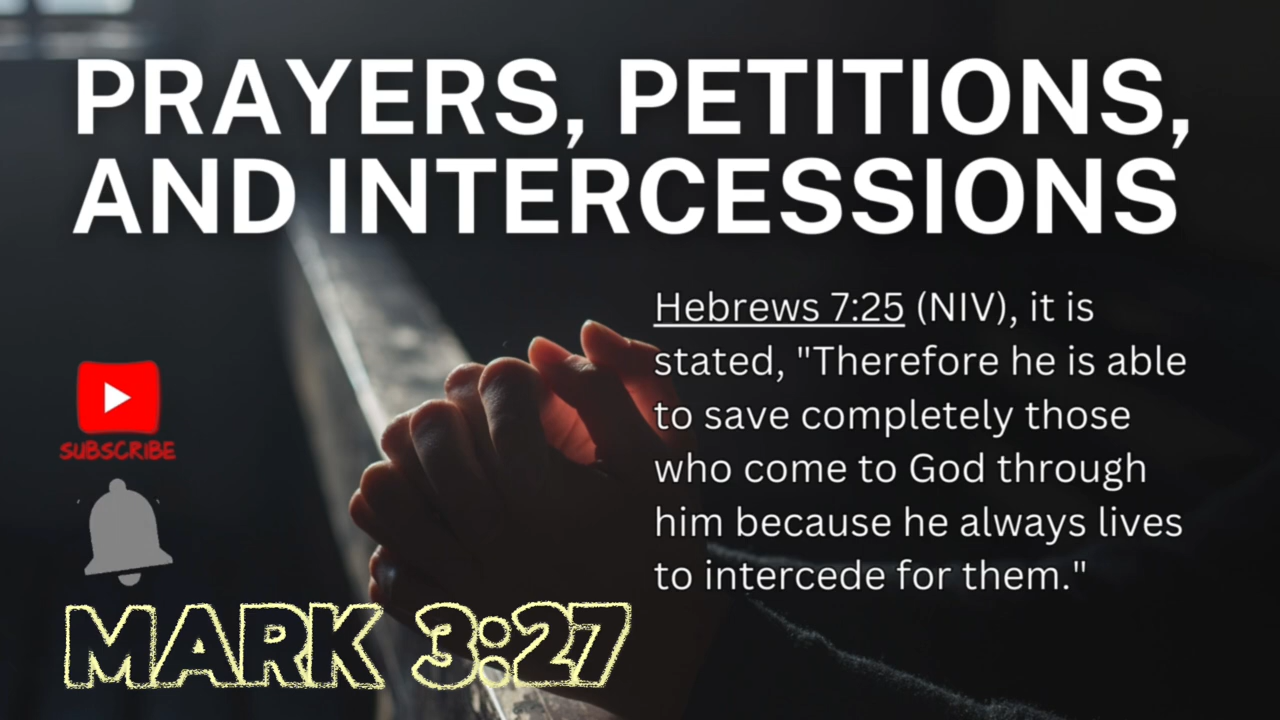 PRAYERS, PETITIONS,
AND INTERCESSIONS
Hebrews 7:25 (NIV), it is
stated, "Therefore he is able
to save completely those
who come to God through
him because he always lives
to intercede for them."
SUBSCRIBE
MARK 3:27